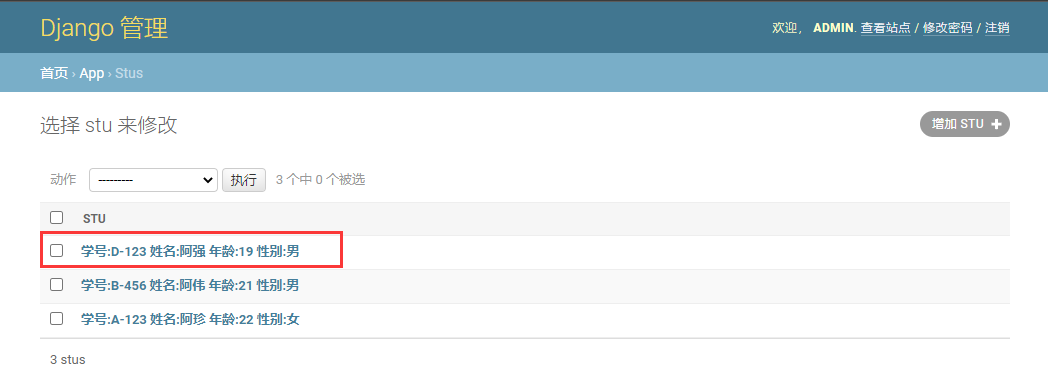 Django 管理
欢迎， ADMIN. 查看站点 / 修改密码 / 注销
首页 › App › Stus
选择 stu 来修改
增加 STU +
动作 --------- 执行 3 个中 0 个被选
STU
学号:D-123 姓名:阿强 年龄:19 性别:男
学号:B-456 姓名:阿伟 年龄:21 性别:男
学号:A-123 姓名:阿珍 年龄:22 性别:女
3 stus